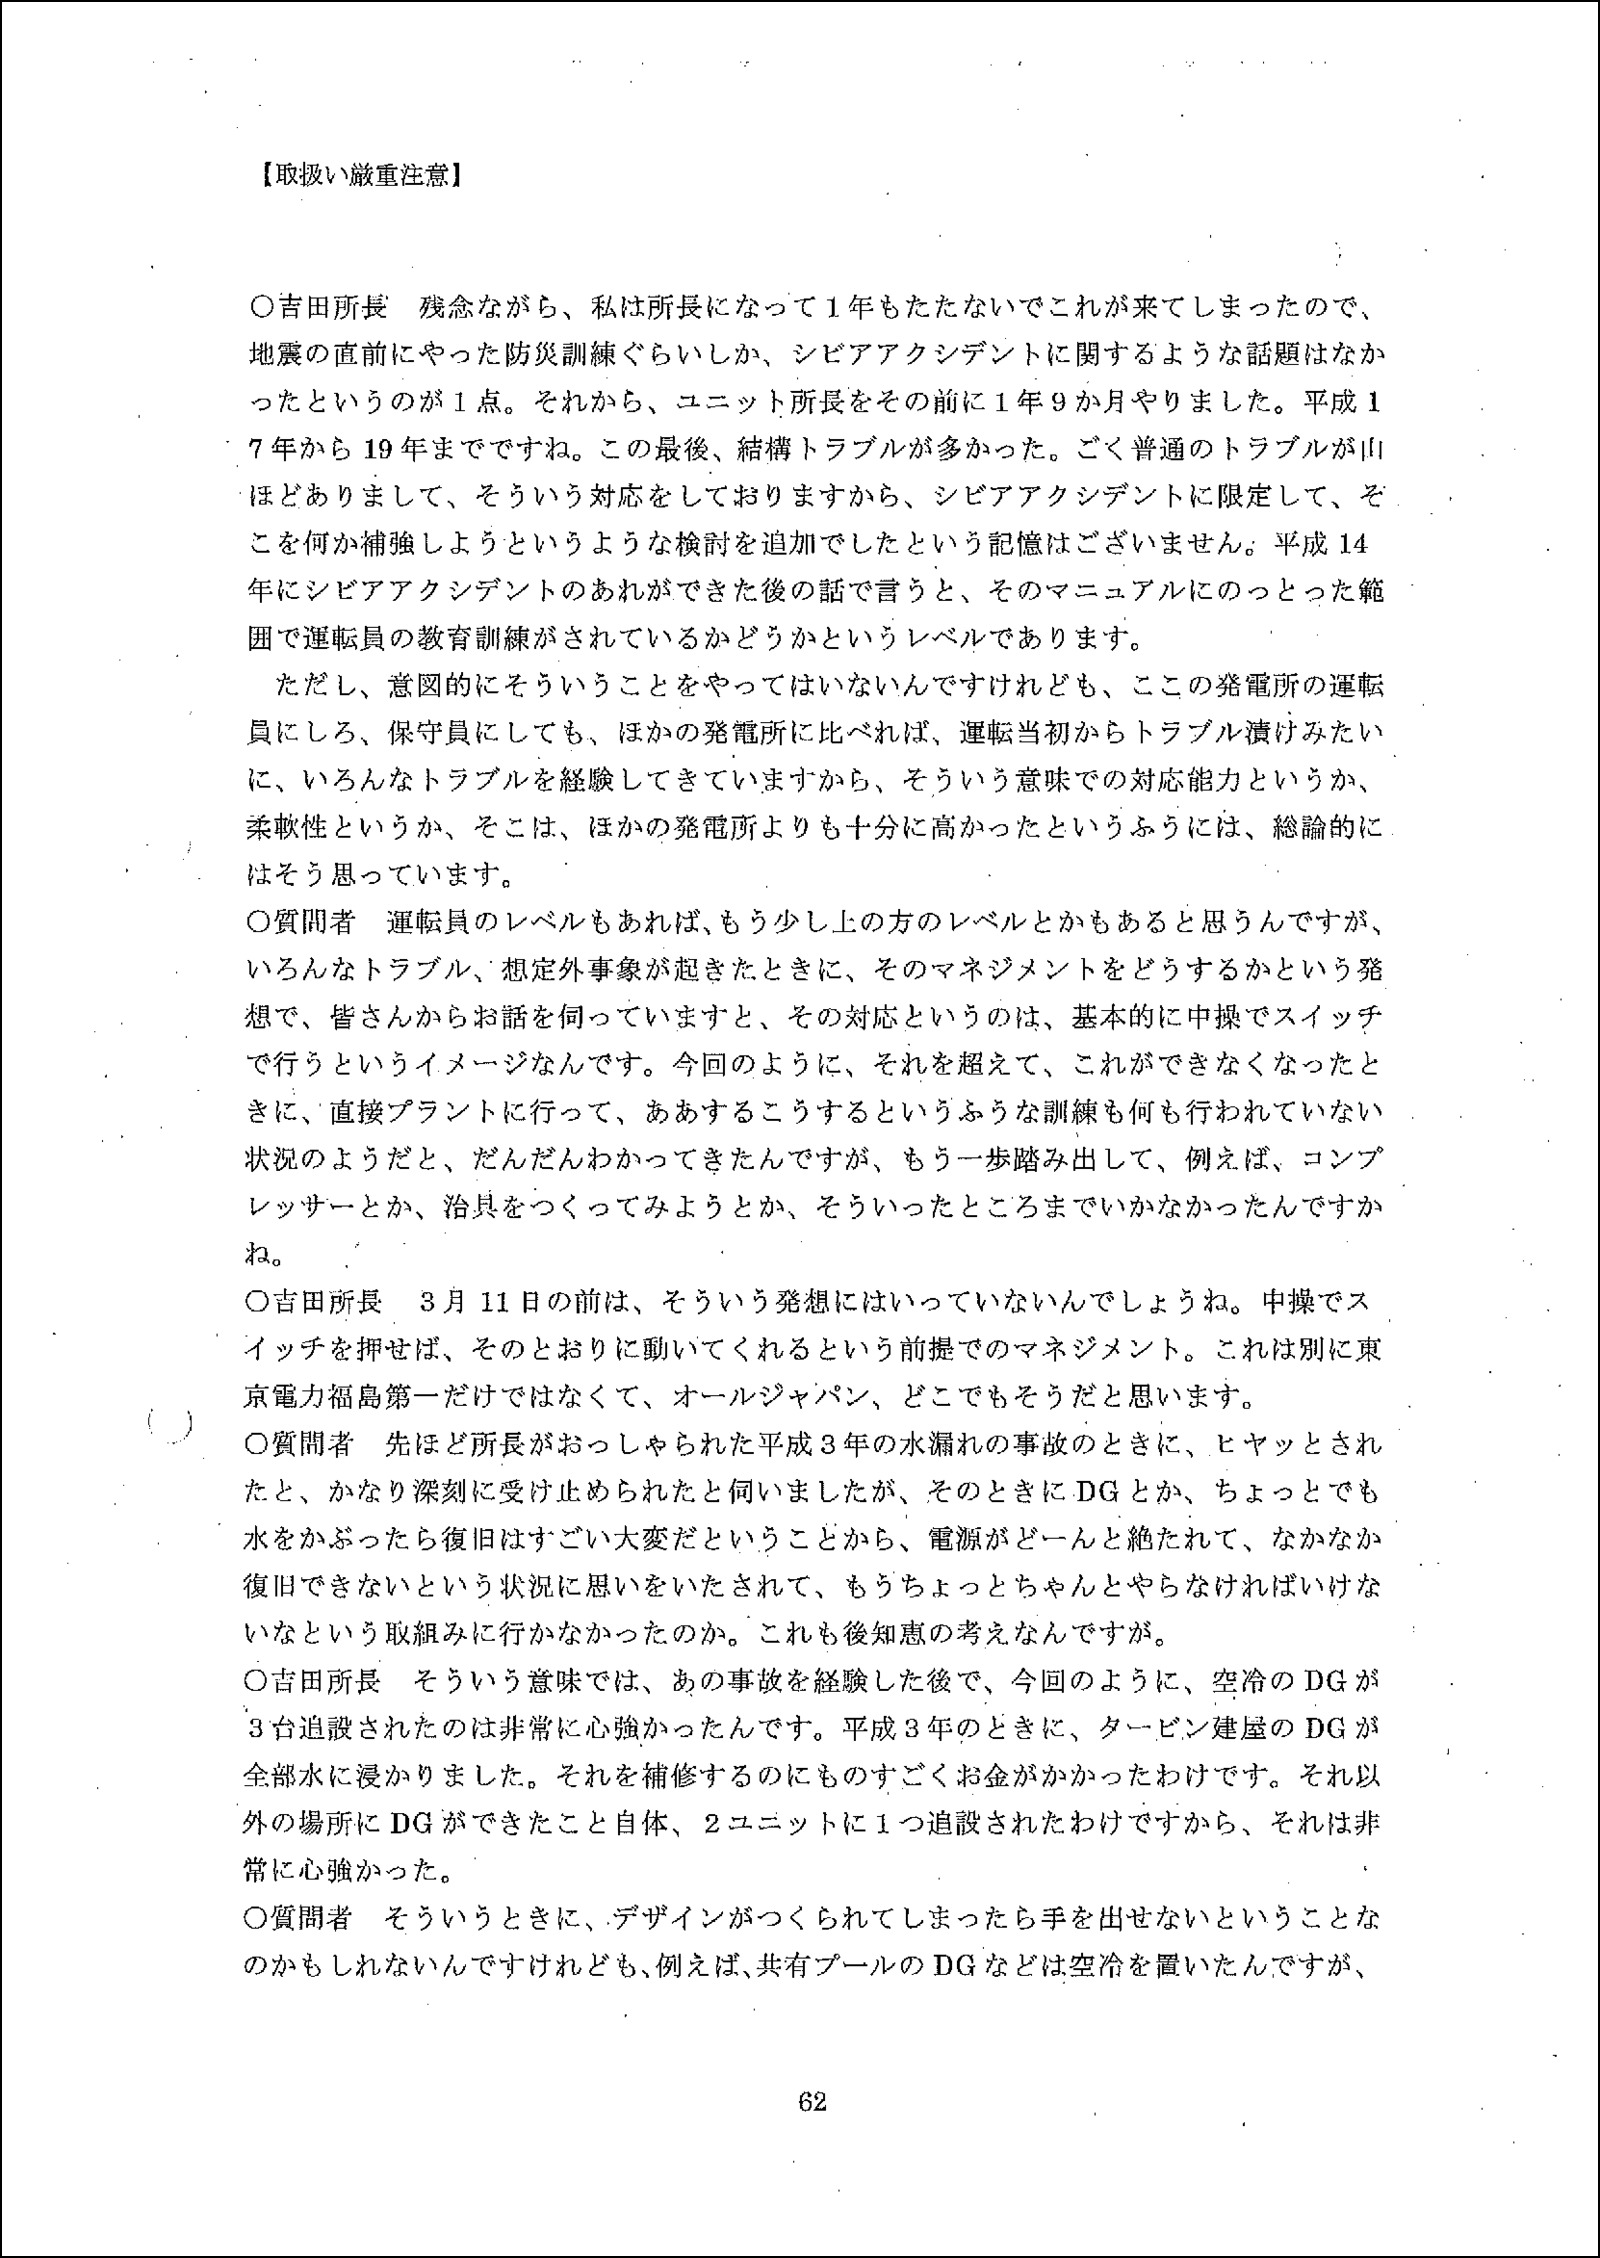 【取扱い厳重注意】
○吉田所長　残念ながら、私は所長になって１年もたたないでこれが来てしまったので、
地震の直前にやった防災訓練ぐらいしか、シビアアクシデントに関するような話題はなか
ったというのが１点。それから、ユニット所長をその前に１年９か月やりました。平成１
７年から 19 年までですね。この最後、結構トラブルが多かった。ごく普通のトラブルが山
ほどありまして、そういう対応をしておりますから、シビアアクシデントに限定して、そ
こを何か補強しようというような検討を追加でしたという記憶はございません。平成 14
年にシビアアクシデントのあれができた後の話で言うと、そのマニュアルにのっとった範
囲で運転員の教育訓練がされているかどうかというレベルであります。
　ただし、意図的にそういうことをやってはいないんですけれども、ここの発電所の運転
員にしろ、保守員にしても、ほかの発電所に比べれば、運転当初からトラブル漬けみたい
に、いろんなトラブルを経験してきていますから、そういう意味での対応能力というか、
柔軟性というか、そこは、ほかの発電所よりも十分に高かったというふうには、総論的に
はそう思っています。
○質問者　運転員のレベルもあれば、もう少し上の方のレベルとかもあると思うんですが、
いろんなトラブル、想定外事象が起きたときに、そのマネジメントをどうするかという発
想で、皆さんからお話を伺っていますと、その対応というのは、基本的に中操でスイッチ
で行うというイメージなんです。今回のように、それを超えて、これができなくなったと
きに、直接プラントに行って、ああするこうするというふうな訓練も何も行われていない
状況のようだと、だんだんわかってきたんですが、もう一歩踏み出して、例えば、コンプ
レッサーとか、治具をつくってみようとか、そういったところまでいかなかったんですか
ね。
○吉田所長　３月 11 日の前は、そういう発想にはいっていないんでしょうね。中操でス
イッチを押せば、そのとおりに動いてくれるという前提でのマネジメント。これは別に東
京電力福島第一だけではなくて、オールジャパン、どこでもそうだと思います。
○質問者　先ほど所長がおっしゃられた平成３年の水漏れの事故のときに、ヒヤッとされ
たと、かなり深刻に受け止められたと伺いましたが、そのときに DG とか、ちょっとでも
水をかぶったら復旧はすごい大変だということから、電源がどーんと絶たれて、なかなか
復旧できないという状況に思いをいたされて、もうちょっとちゃんとやらなければいけな
いなという取組みに行かなかったのか。これも後知恵の考えなんですが。
○吉田所長　そういう意味では、あの事故を経験した後で、今回のように、空冷の DG が
３台追設されたのは非常に心強かったんです。平成３年のときに、タービン建屋の DG が
全部水に浸かりました。それを補修するのにものすごくお金がかかったわけです。それ以
外の場所に DG ができたこと自体、２ユニットに１つ追設されたわけですから、それは非
常に心強かった。
○質問者　そういうときに、デザインがつくられてしまったら手を出せないということな
のかもしれないんですけれども、例えば、共有プールの DG などは空冷を置いたんですが、
62